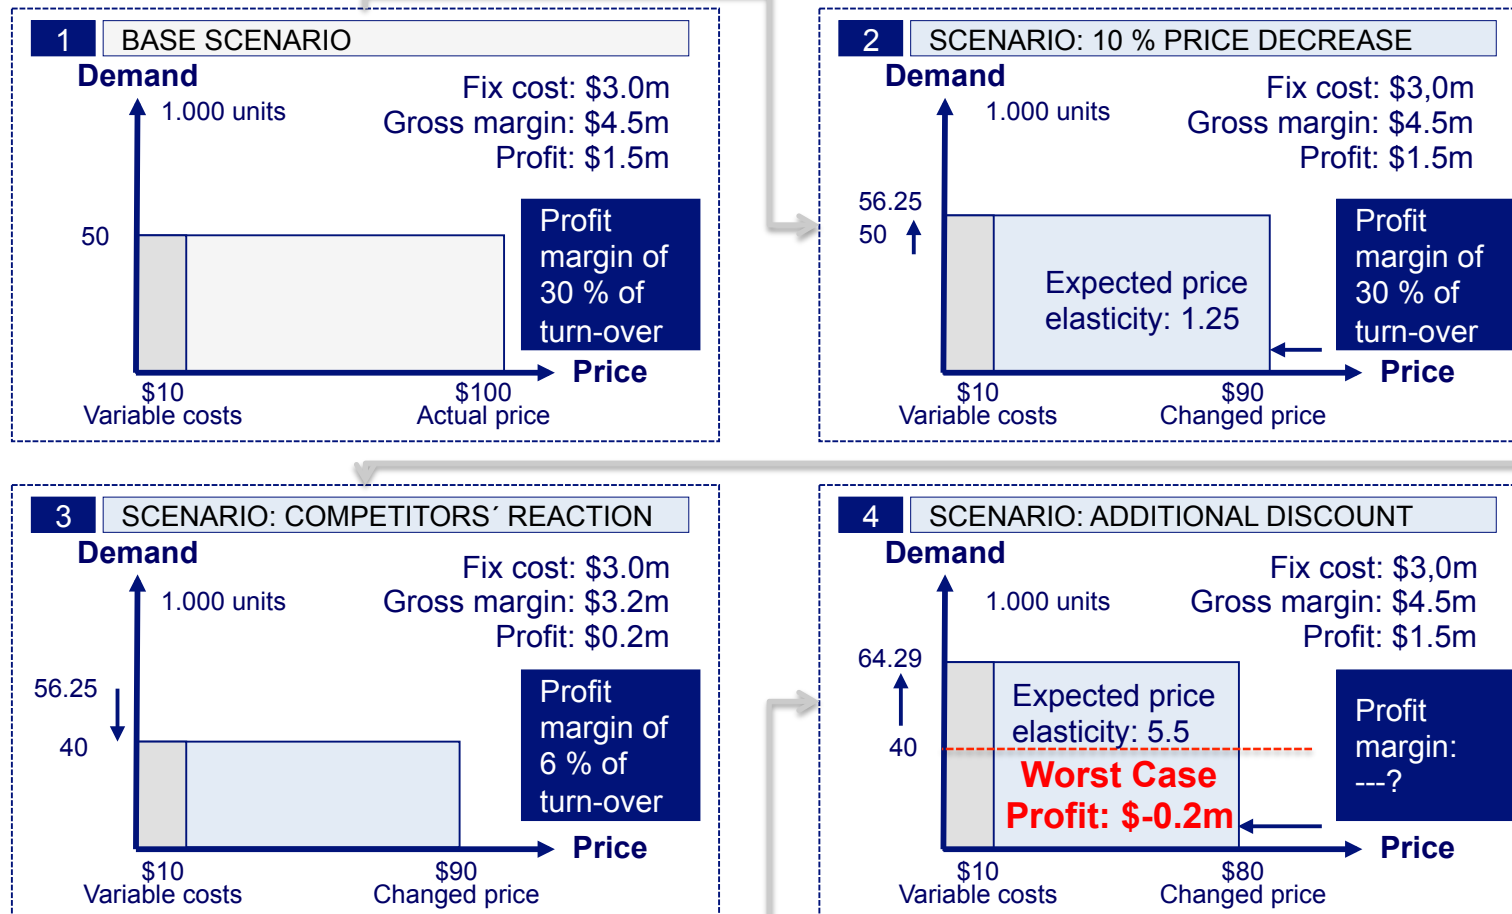 1 BASE SCENARIO
Demand
1.000 units
Fix cost: $3.0m
Gross margin: $4.5m
Profit: $1.5m
50
Profit
margin of
30 % of
turn-over
Price
$10
Variable costs
$100
Actual price
2 SCENARIO: 10 % PRICE DECREASE
Demand
1.000 units
Fix cost: $3,0m
Gross margin: $4.5m
Profit: $1.5m
56.25
50
Expected price
elasticity: 1.25
Profit
margin of
30 % of
turn-over
Price
$10
Variable costs
$90
Changed price
3 SCENARIO: COMPETITORS´ REACTION
Demand
1.000 units
Fix cost: $3.0m
Gross margin: $3.2m
Profit: $0.2m
56.25
40
Profit
margin of
6 % of
turn-over
Price
$10
Variable costs
$90
Changed price
4 SCENARIO: ADDITIONAL DISCOUNT
Demand
1.000 units
Fix cost: $3,0m
Gross margin: $4.5m
Profit: $1.5m
64.29
40
Expected price
elasticity: 5.5
Worst Case
Profit: $-0.2m
Profit
margin:
---?
Price
$10
Variable costs
$80
Changed price